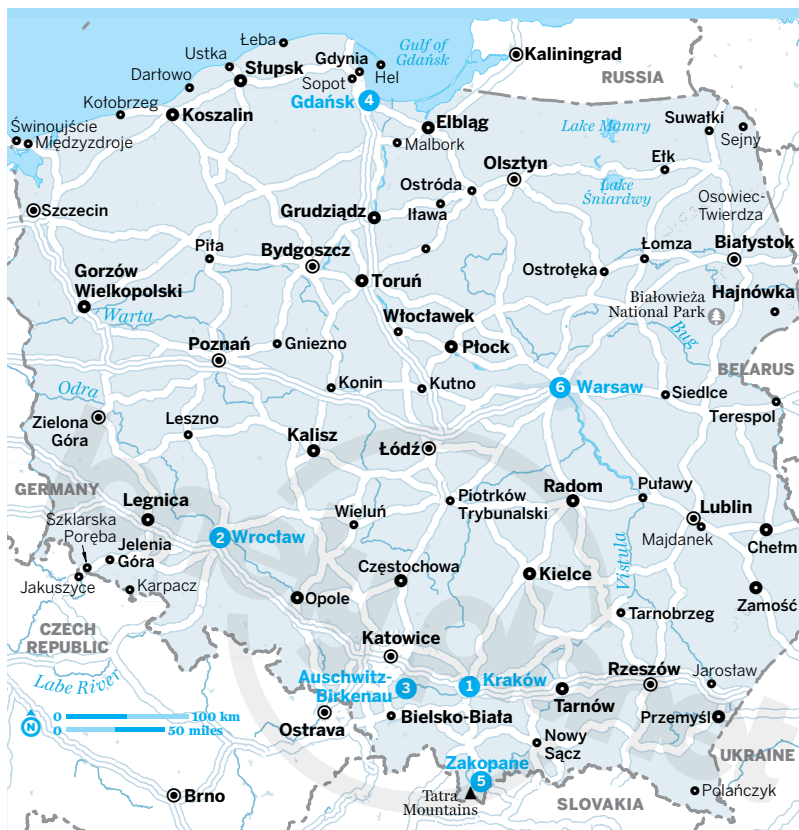 Łeba
Ustka
Gulf of
Gdańsk
Gdynia
Kaliningrad
Słupsk
Hel
Darłowo
Sopot
RUSSIA
Gdańsk
4
Kołobrzeg
Koszalin
Elbląg
Suwałki
Świnoujście
Lake Mamry
Sejny
Międzyzdroje
Malbork
Olsztyn
Ełk
Ostróda
Lake
Śniardwy
Osowiec-
Twierdza
Szczecin
Grudziądz
Iława
Piła
Bydgoszcz
Łomza
Białystok
Gorzów
Wielkopolski
Toruń
Ostrołęka
Hajnówka
Białowieża
National Park
Warta
Włocławek
Bug
Poznań
Gniezno
Płock
BELARUS
Odra
Konin
Kutno
6
Warsaw
Siedlce
Terespol
Zielona
Góra
Leszno
Kalisz
Łódź
GERMANY
Legnica
Piotrków
Trybunalski
Radom
Puławy
Lublin
Szklarska
Poręba
Wieluń
Majdanek
Chełm
2
Wrocław
Jelenia
Góra
Vistula
Częstochowa
Kielce
Jakuszyce
Karpacz
Opole
Zamość
Tarnobrzeg
CZECH
REPUBLIC
Katowice
Labe River
Auschwitz-
Birkenau
3
1
Kraków
Rzeszów
Jarosław
Tarnów
0
100 km
N
0
50 miles
Ostrava
Bielsko-Biała
Przemyśl
Nowy
Sącz
UKRAINE
Zakopane
5
Tatra
Mountains
Brno
SLOVAKIA
Polańczyk